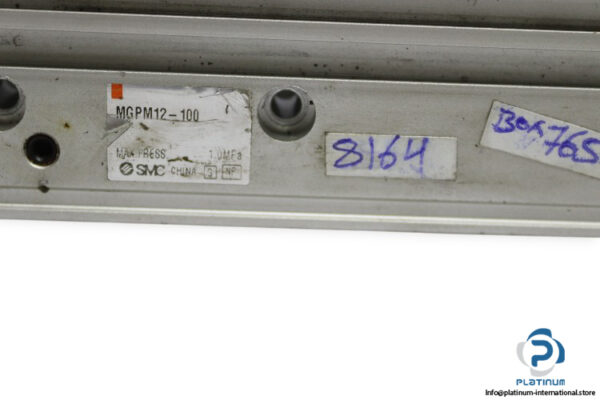 MGPM12-100
MAX PRESS 1.0MPa
SMC CHINA
8164
BOX 765
PLATINUM
Info@platinum-international.store